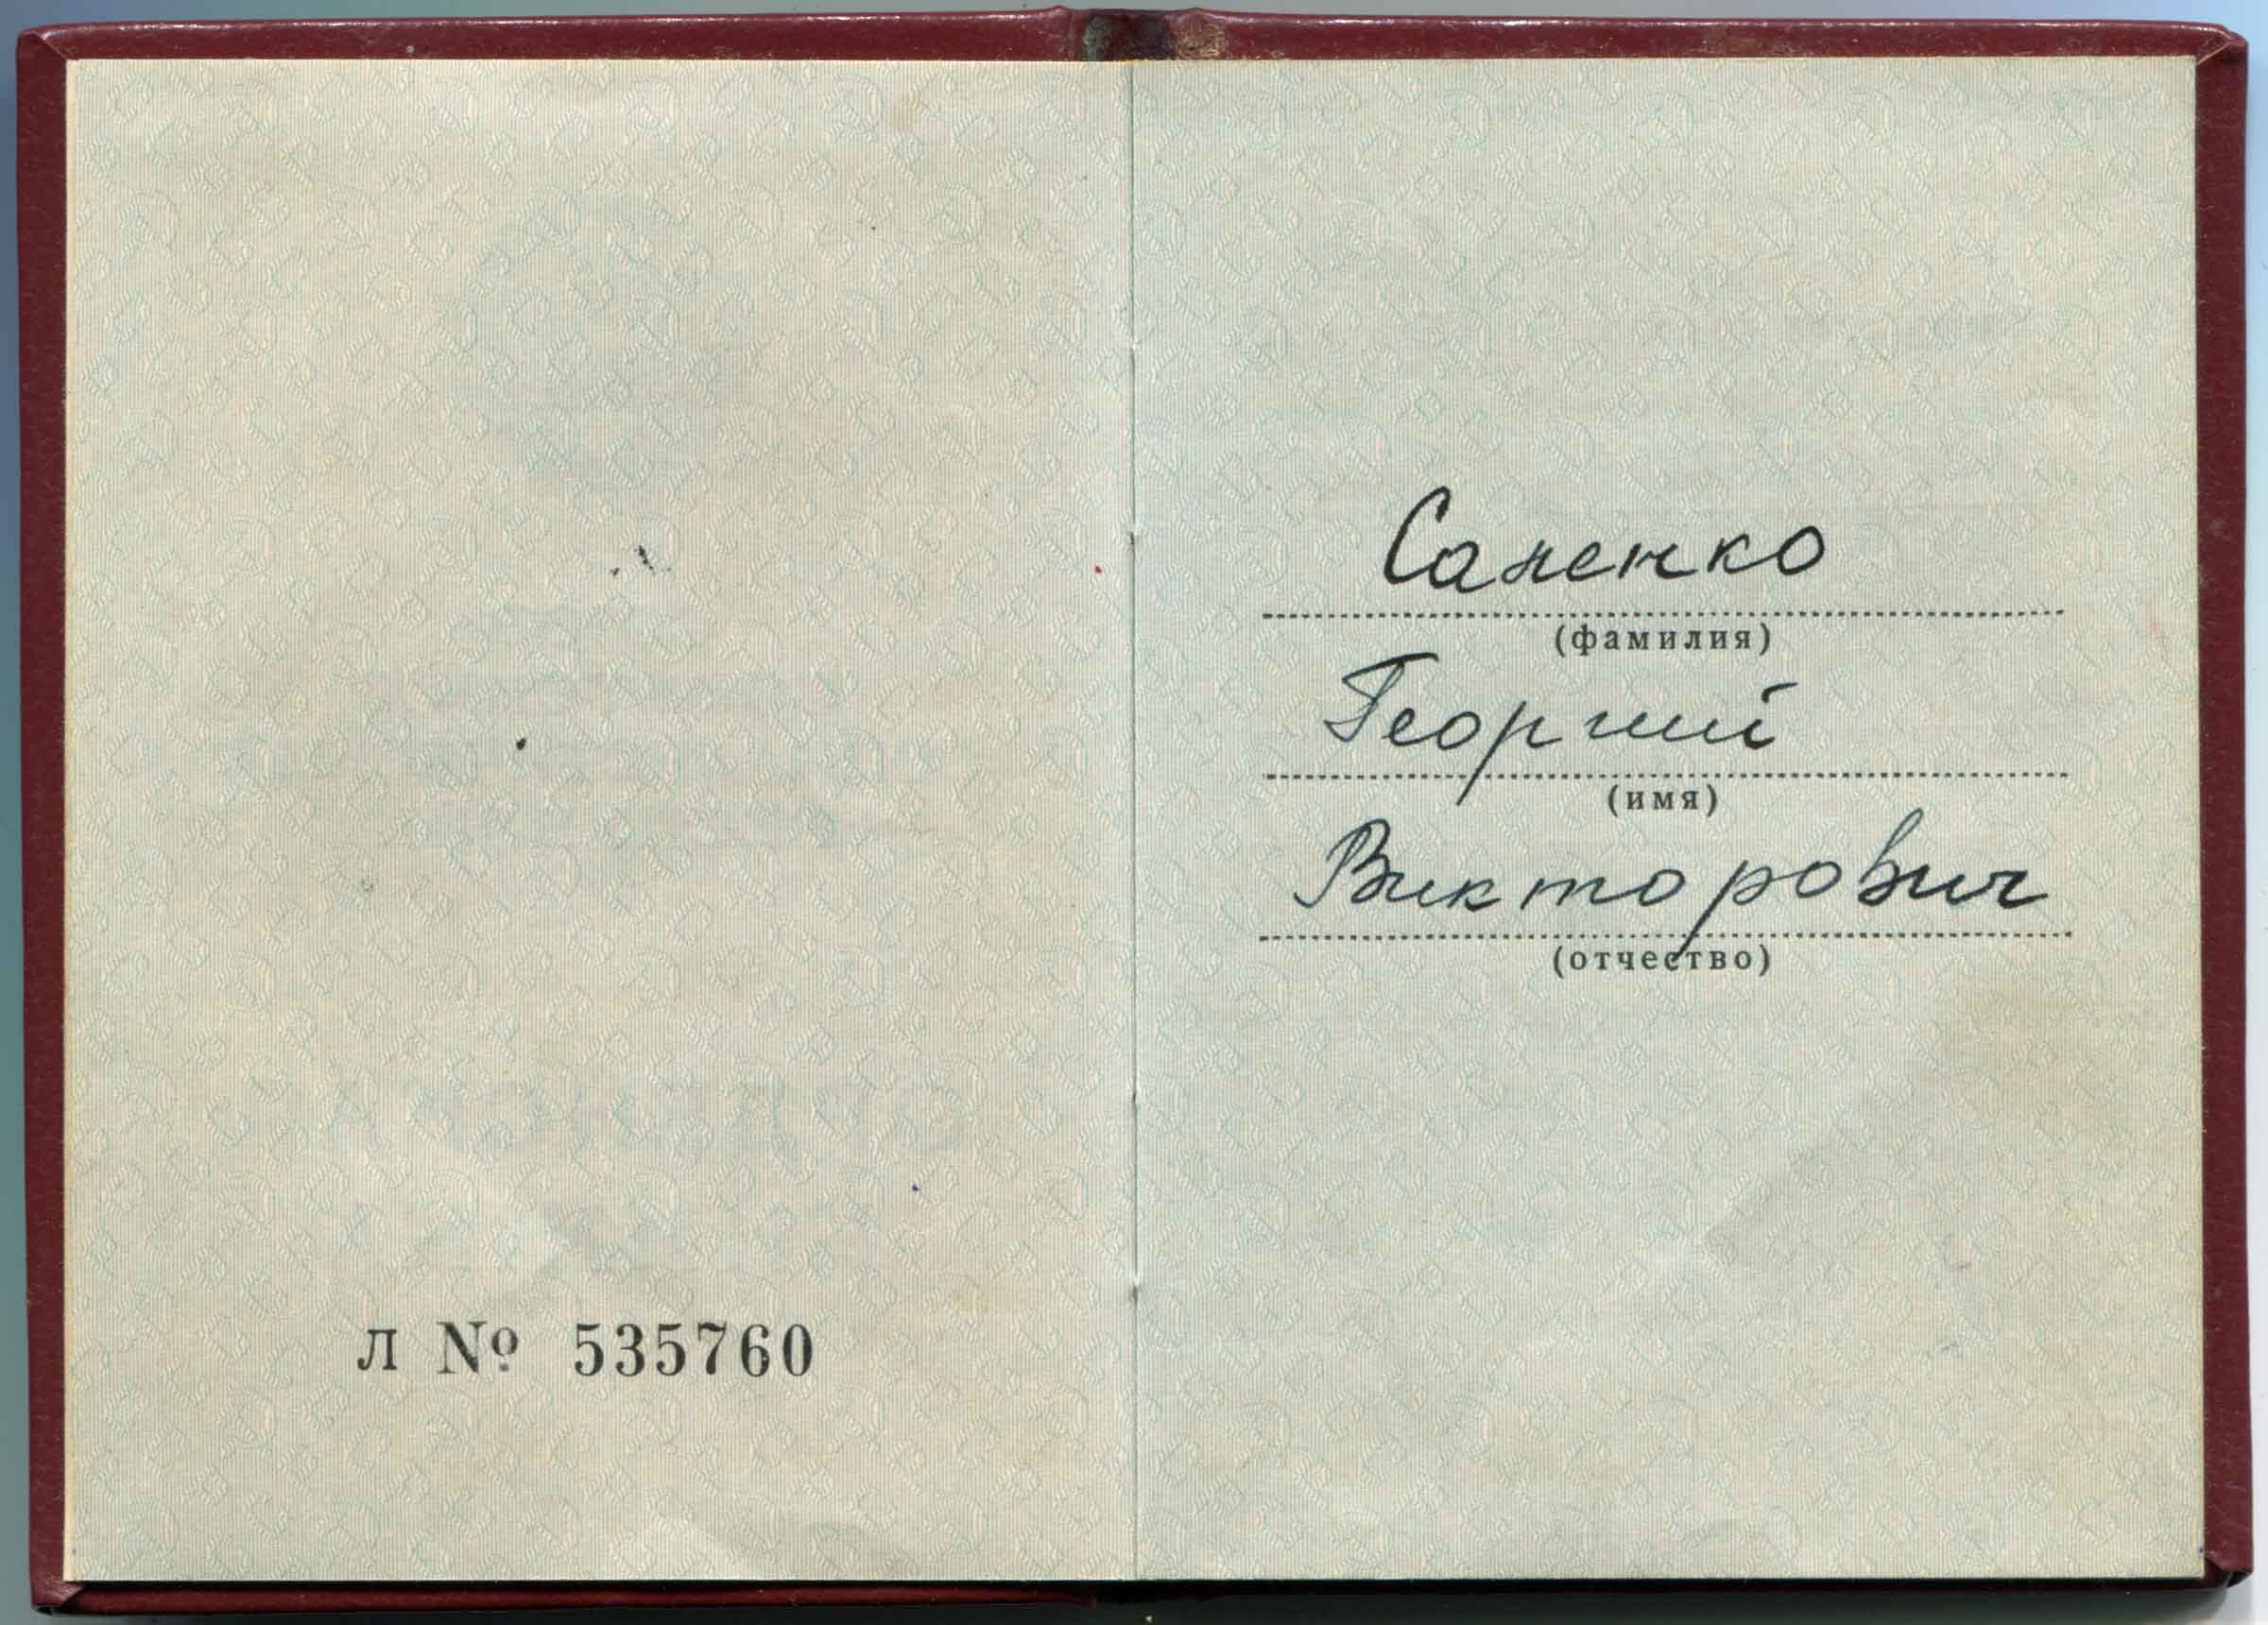 л № 535760
Саленко
(фамилия)
Георгий
(имя)
Викторович
(отчество)